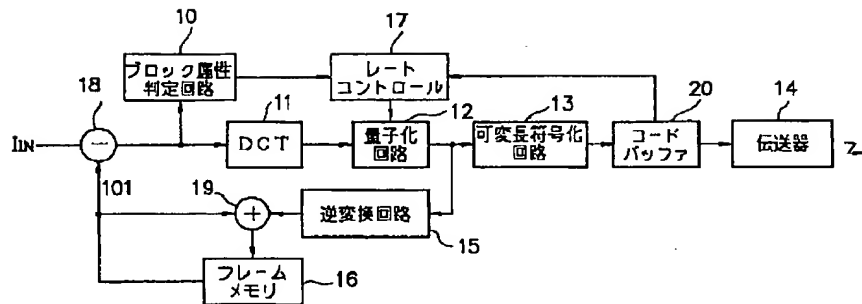 10
17
ブロック属性
判定回路
レート
コントロール
18
11
12
13
20
14
IIN
−
DCT
量子化
回路
可変長符号化
回路
コード
バッファ
伝送器
101
19
+
逆変換回路
15
フレーム
メモリ
16